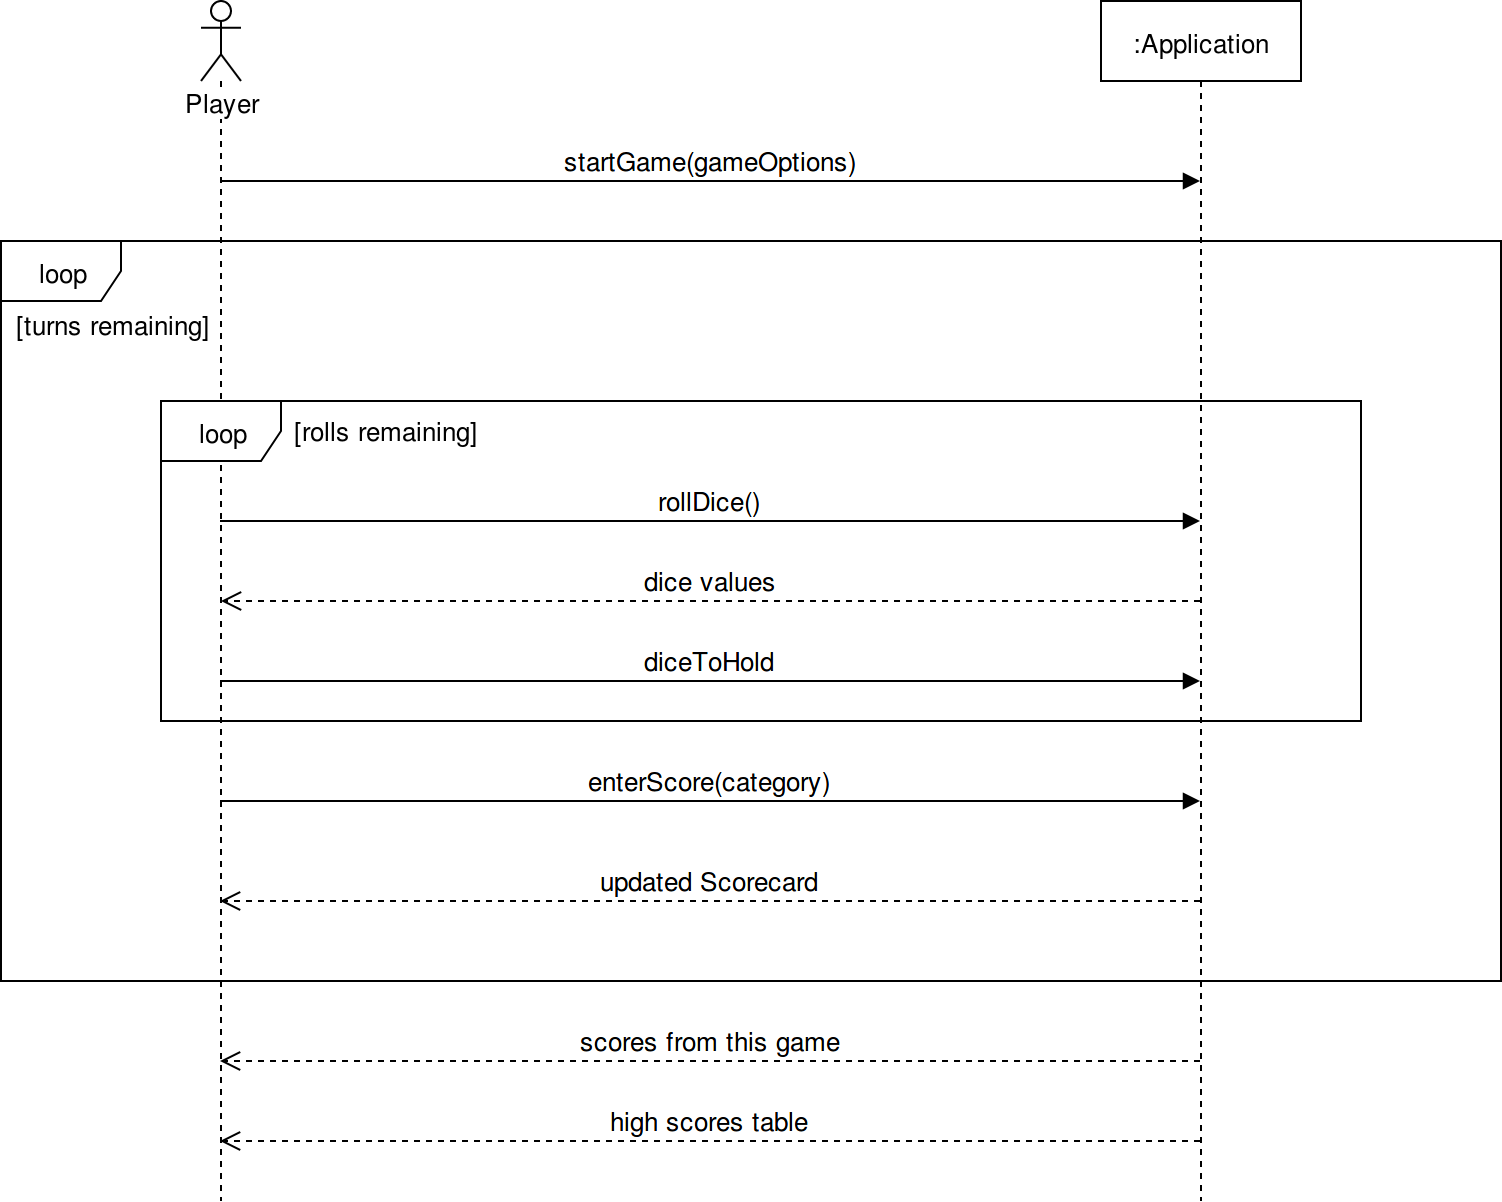 Player
:Application
startGame(gameOptions)
loop
[turns remaining]
loop
[rolls remaining]
rollDice()
dice values
diceToHold
enterScore(category)
updated Scorecard
scores from this game
high scores table